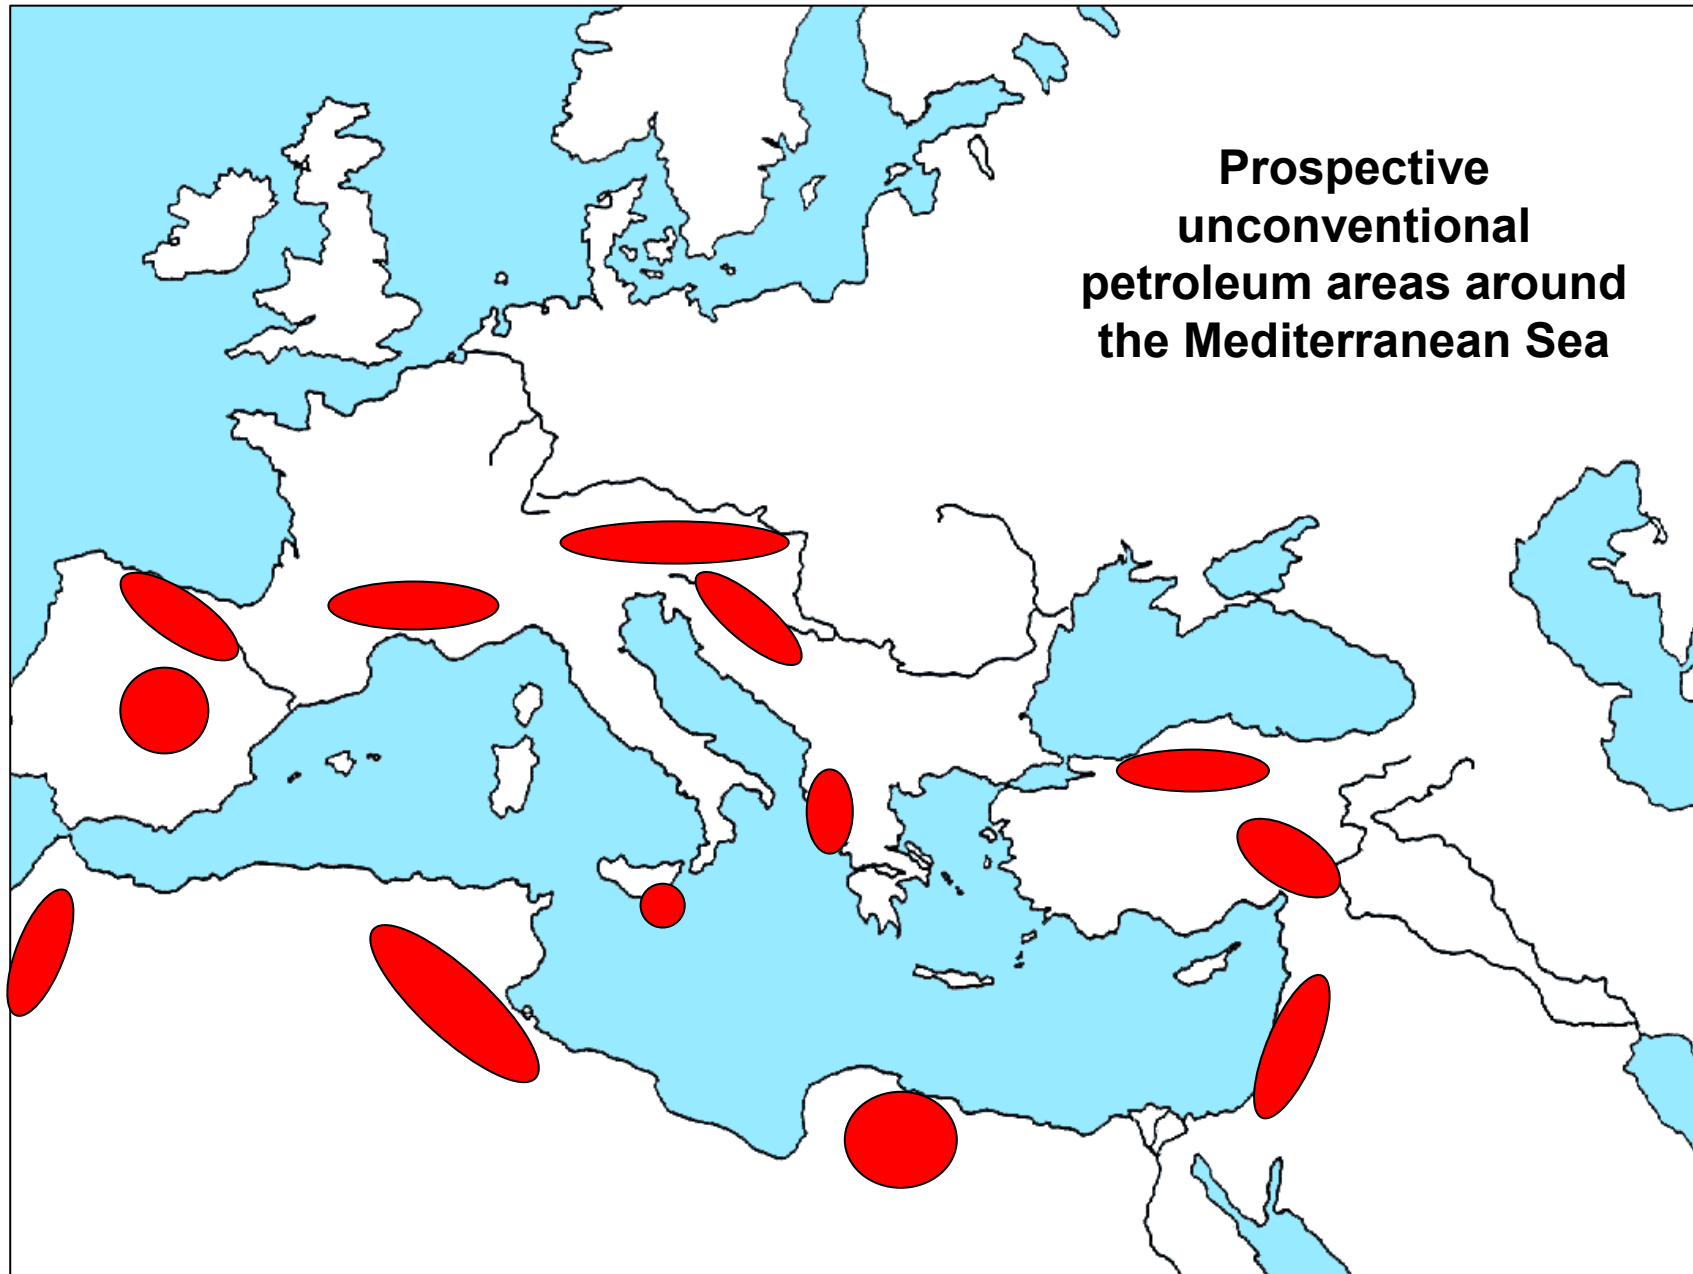 Prospective
unconventional
petroleum areas around
the Mediterranean Sea